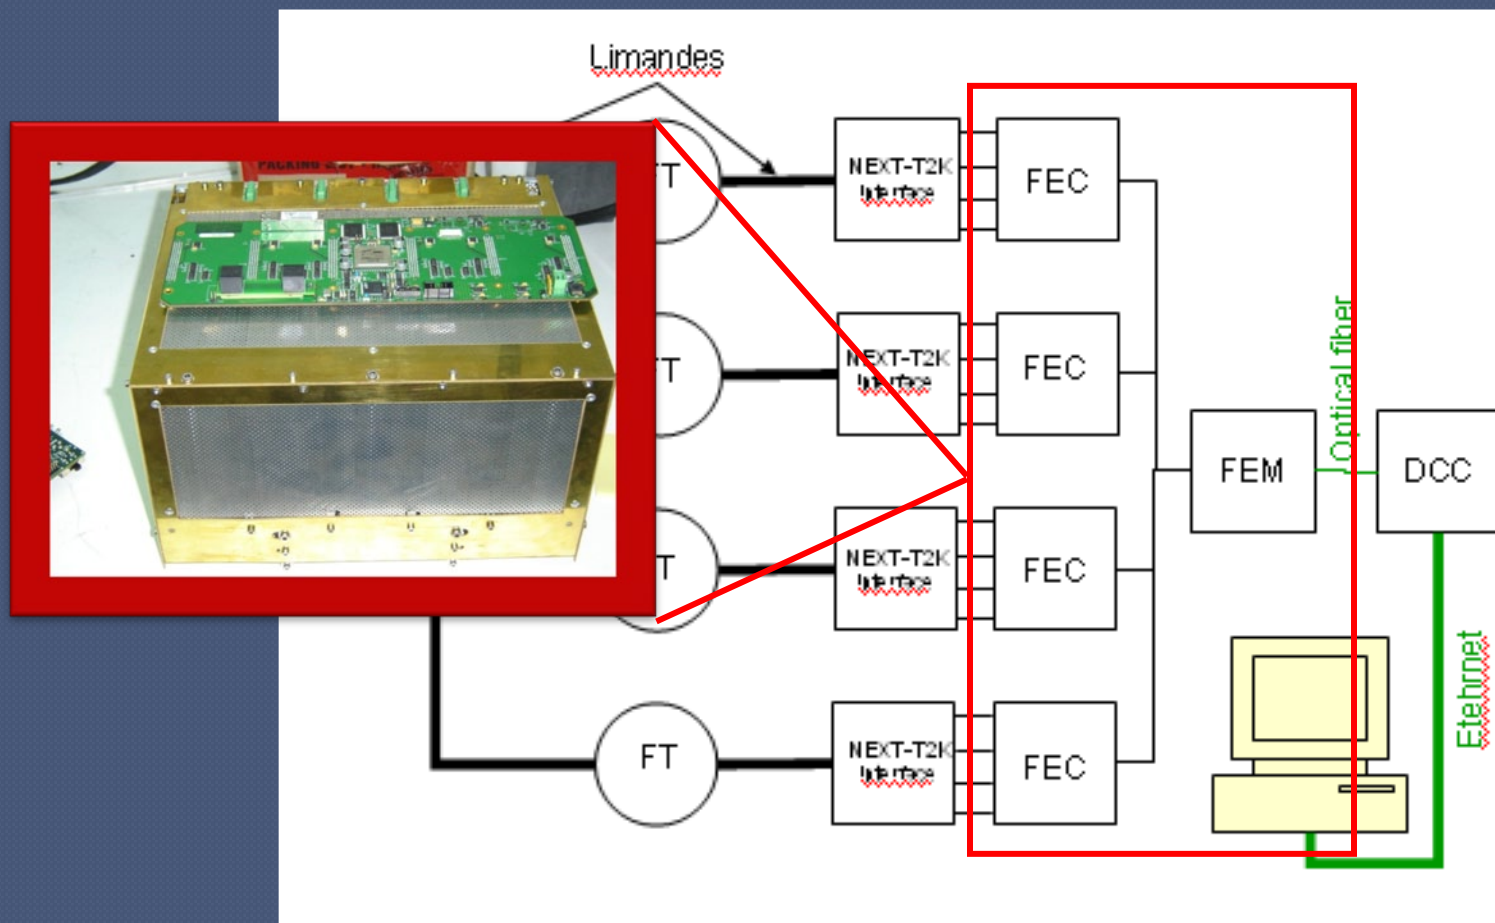 Limandes
T
NEXT-T2K
Interface
FEC
T
NEXT-T2K
Interface
FEC
Optical fiber
FEM
DCC
T
NEXT-T2K
Interface
FEC
Etehrnet
FT
NEXT-T2K
Interface
FEC
PACKING